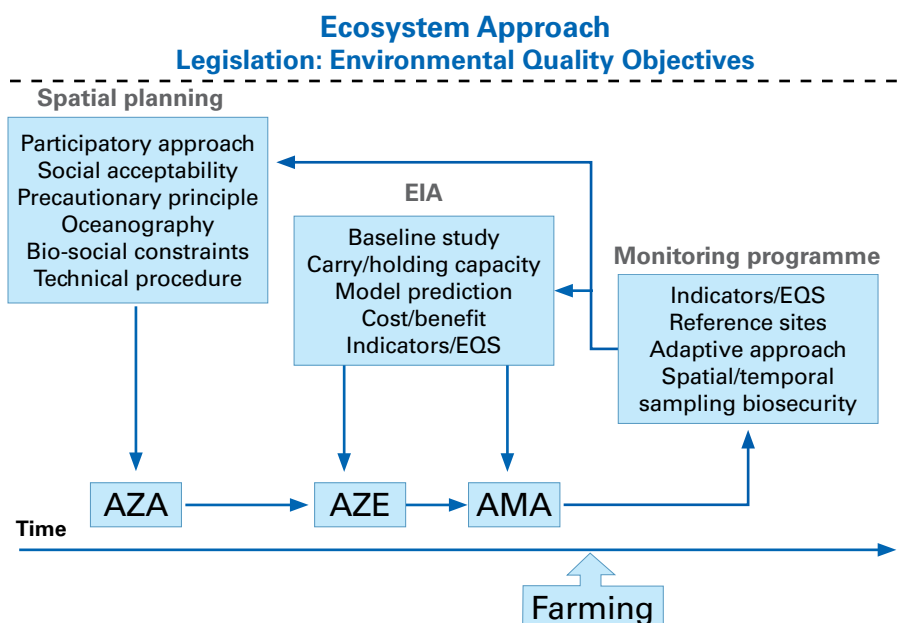 Ecosystem Approach
Legislation: Environmental Quality Objectives
Spatial planning
Participatory approach
Social acceptability
Precautionary principle
Oceanography
Bio-social constraints
Technical procedure
EIA
Baseline study
Carry/holding capacity
Model prediction
Cost/benefit
Indicators/EQS
Monitoring programme
Indicators/EQS
Reference sites
Adaptive approach
Spatial/temporal
sampling biosecurity
AZA
AZE
AMA
Time
Farming